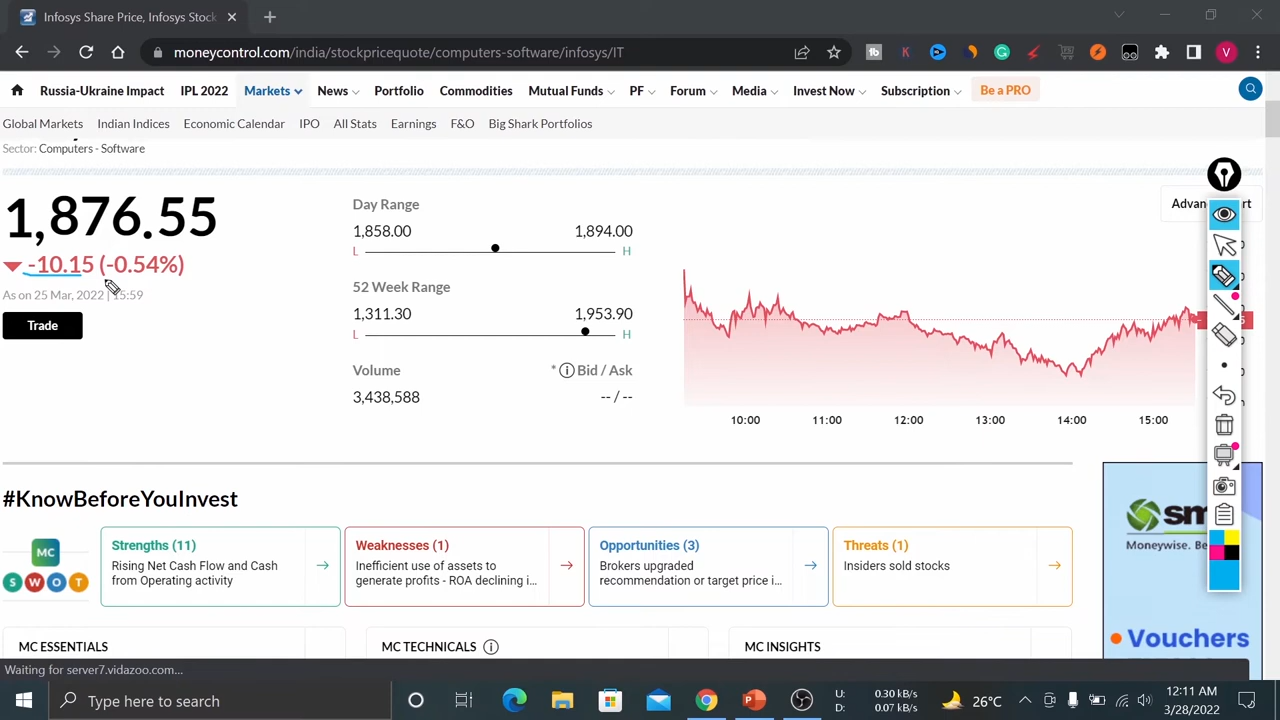 Infosys Share Price, Infosys Stock
moneycontrol.com/india/stockpricequote/computers-software/infosys/IT
Russia-Ukraine Impact IPL 2022 Markets News Portfolio Commodities Mutual Funds PF Forum Media Invest Now Subscription Be a PRO
Global Markets Indian Indices Economic Calendar IPO All Stats Earnings F&O Big Shark Portfolios
Sector: Computers - Software
1,876.55
-10.15 (-0.54%)
As on 25 Mar, 2022 | 15:59
Trade
Day Range
1,858.00 1,894.00
L H
52 Week Range
1,311.30 1,953.90
L H
Volume * Bid / Ask
3,438,588 -- / --
10:00 11:00 12:00 13:00 14:00 15:00
#KnowBeforeYouInvest
MC
S W O T
Strengths (11)
Rising Net Cash Flow and Cash
from Operating activity
Weaknesses (1)
Inefficient use of assets to
generate profits - ROA declining i...
Opportunities (3)
Brokers upgraded
recommendation or target price i...
Threats (1)
Insiders sold stocks
Moneywise. Be
Vouchers
MC ESSENTIALS MC TECHNICALS MC INSIGHTS
Waiting for server7.vidazoo.com...
Type here to search
U: 0.30 kB/s
D: 0.07 kB/s
26°C
12:11 AM
3/28/2022